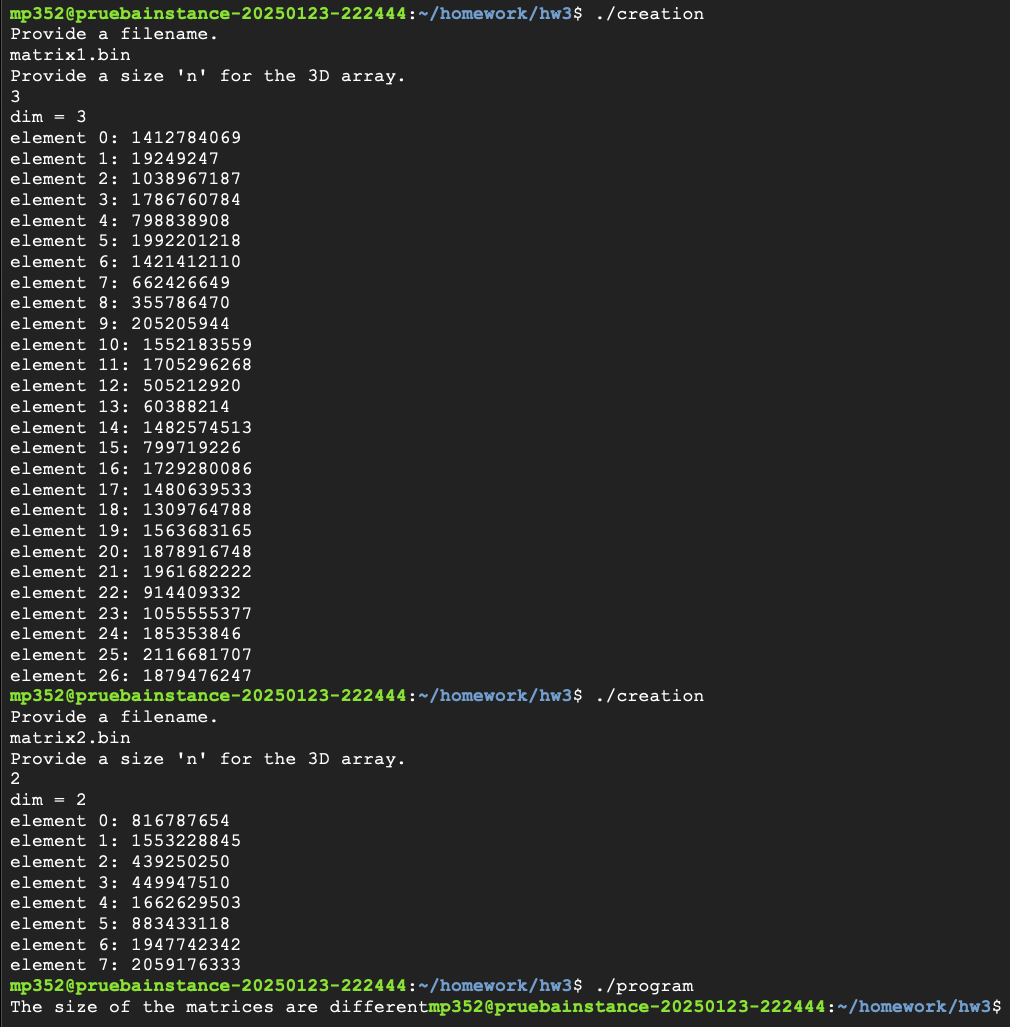 mp352@pruebainstance-20250123-222444:~/homework/hw3$ ./creation
Provide a filename.
matrix1.bin
Provide a size 'n' for the 3D array.
3
dim = 3
element 0: 1412784069
element 1: 19249247
element 2: 1038967187
element 3: 1786760784
element 4: 798838908
element 5: 1992201218
element 6: 1421412110
element 7: 662426649
element 8: 355786470
element 9: 205205944
element 10: 1552183559
element 11: 1705296268
element 12: 505212920
element 13: 60388214
element 14: 1482574513
element 15: 799719226
element 16: 1729280086
element 17: 1480639533
element 18: 1309764788
element 19: 1563683165
element 20: 1878916748
element 21: 1961682222
element 22: 914409332
element 23: 1055555377
element 24: 185353846
element 25: 2116681707
element 26: 1879476247
mp352@pruebainstance-20250123-222444:~/homework/hw3$ ./creation
Provide a filename.
matrix2.bin
Provide a size 'n' for the 3D array.
2
dim = 2
element 0: 816787654
element 1: 1553228845
element 2: 439250250
element 3: 449947510
element 4: 1662629503
element 5: 883433118
element 6: 1947742342
element 7: 2059176333
mp352@pruebainstance-20250123-222444:~/homework/hw3$ ./program
The size of the matrices are differentmp352@pruebainstance-20250123-222444:~/homework/hw3$